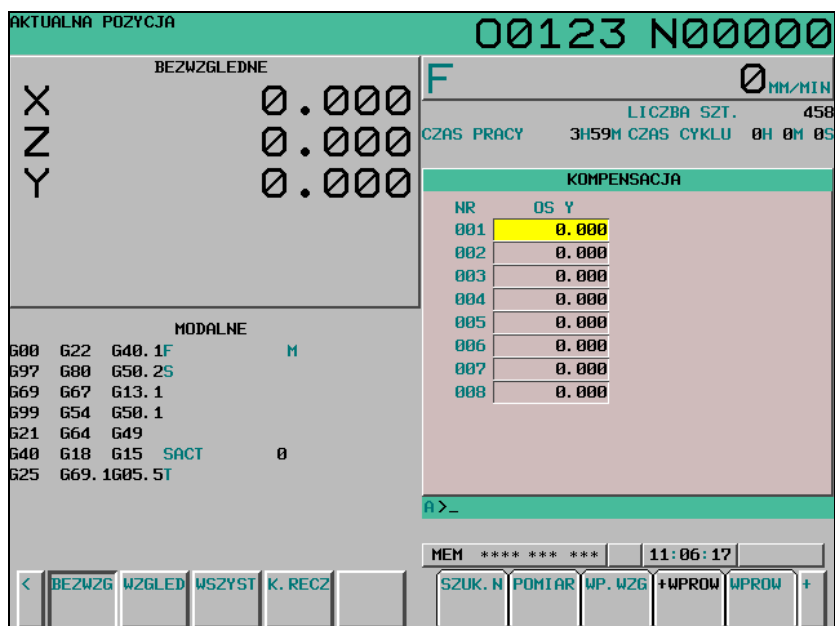 AKTUALNA POZYCJA
O0123 N00000
BEZWZGLEDNE
X 0.000
Z 0.000
Y 0.000
F 0 MM/MIN
LICZBA SZT. 458
CZAS PRACY 3H59M CZAS CYKLU 0H 0M 0S
KOMPENSACJA
NR OS Y
001 0.000
002 0.000
003 0.000
004 0.000
005 0.000
006 0.000
007 0.000
008 0.000
MODALNE
G00 G22 G40.1 F M
G97 G80 G50.2 S
G69 G67 G13.1
G99 G54 G50.1
G21 G64 G49
G40 G18 G15 SACT 0
G25 G69.1 G05.5 T
A>_
MEM **** *** *** 11:06:17
< BEZWZG WZGLED WSZYST K.RECZ
SZUK.N POMIAR WP.WZG +WPROW WPROW +